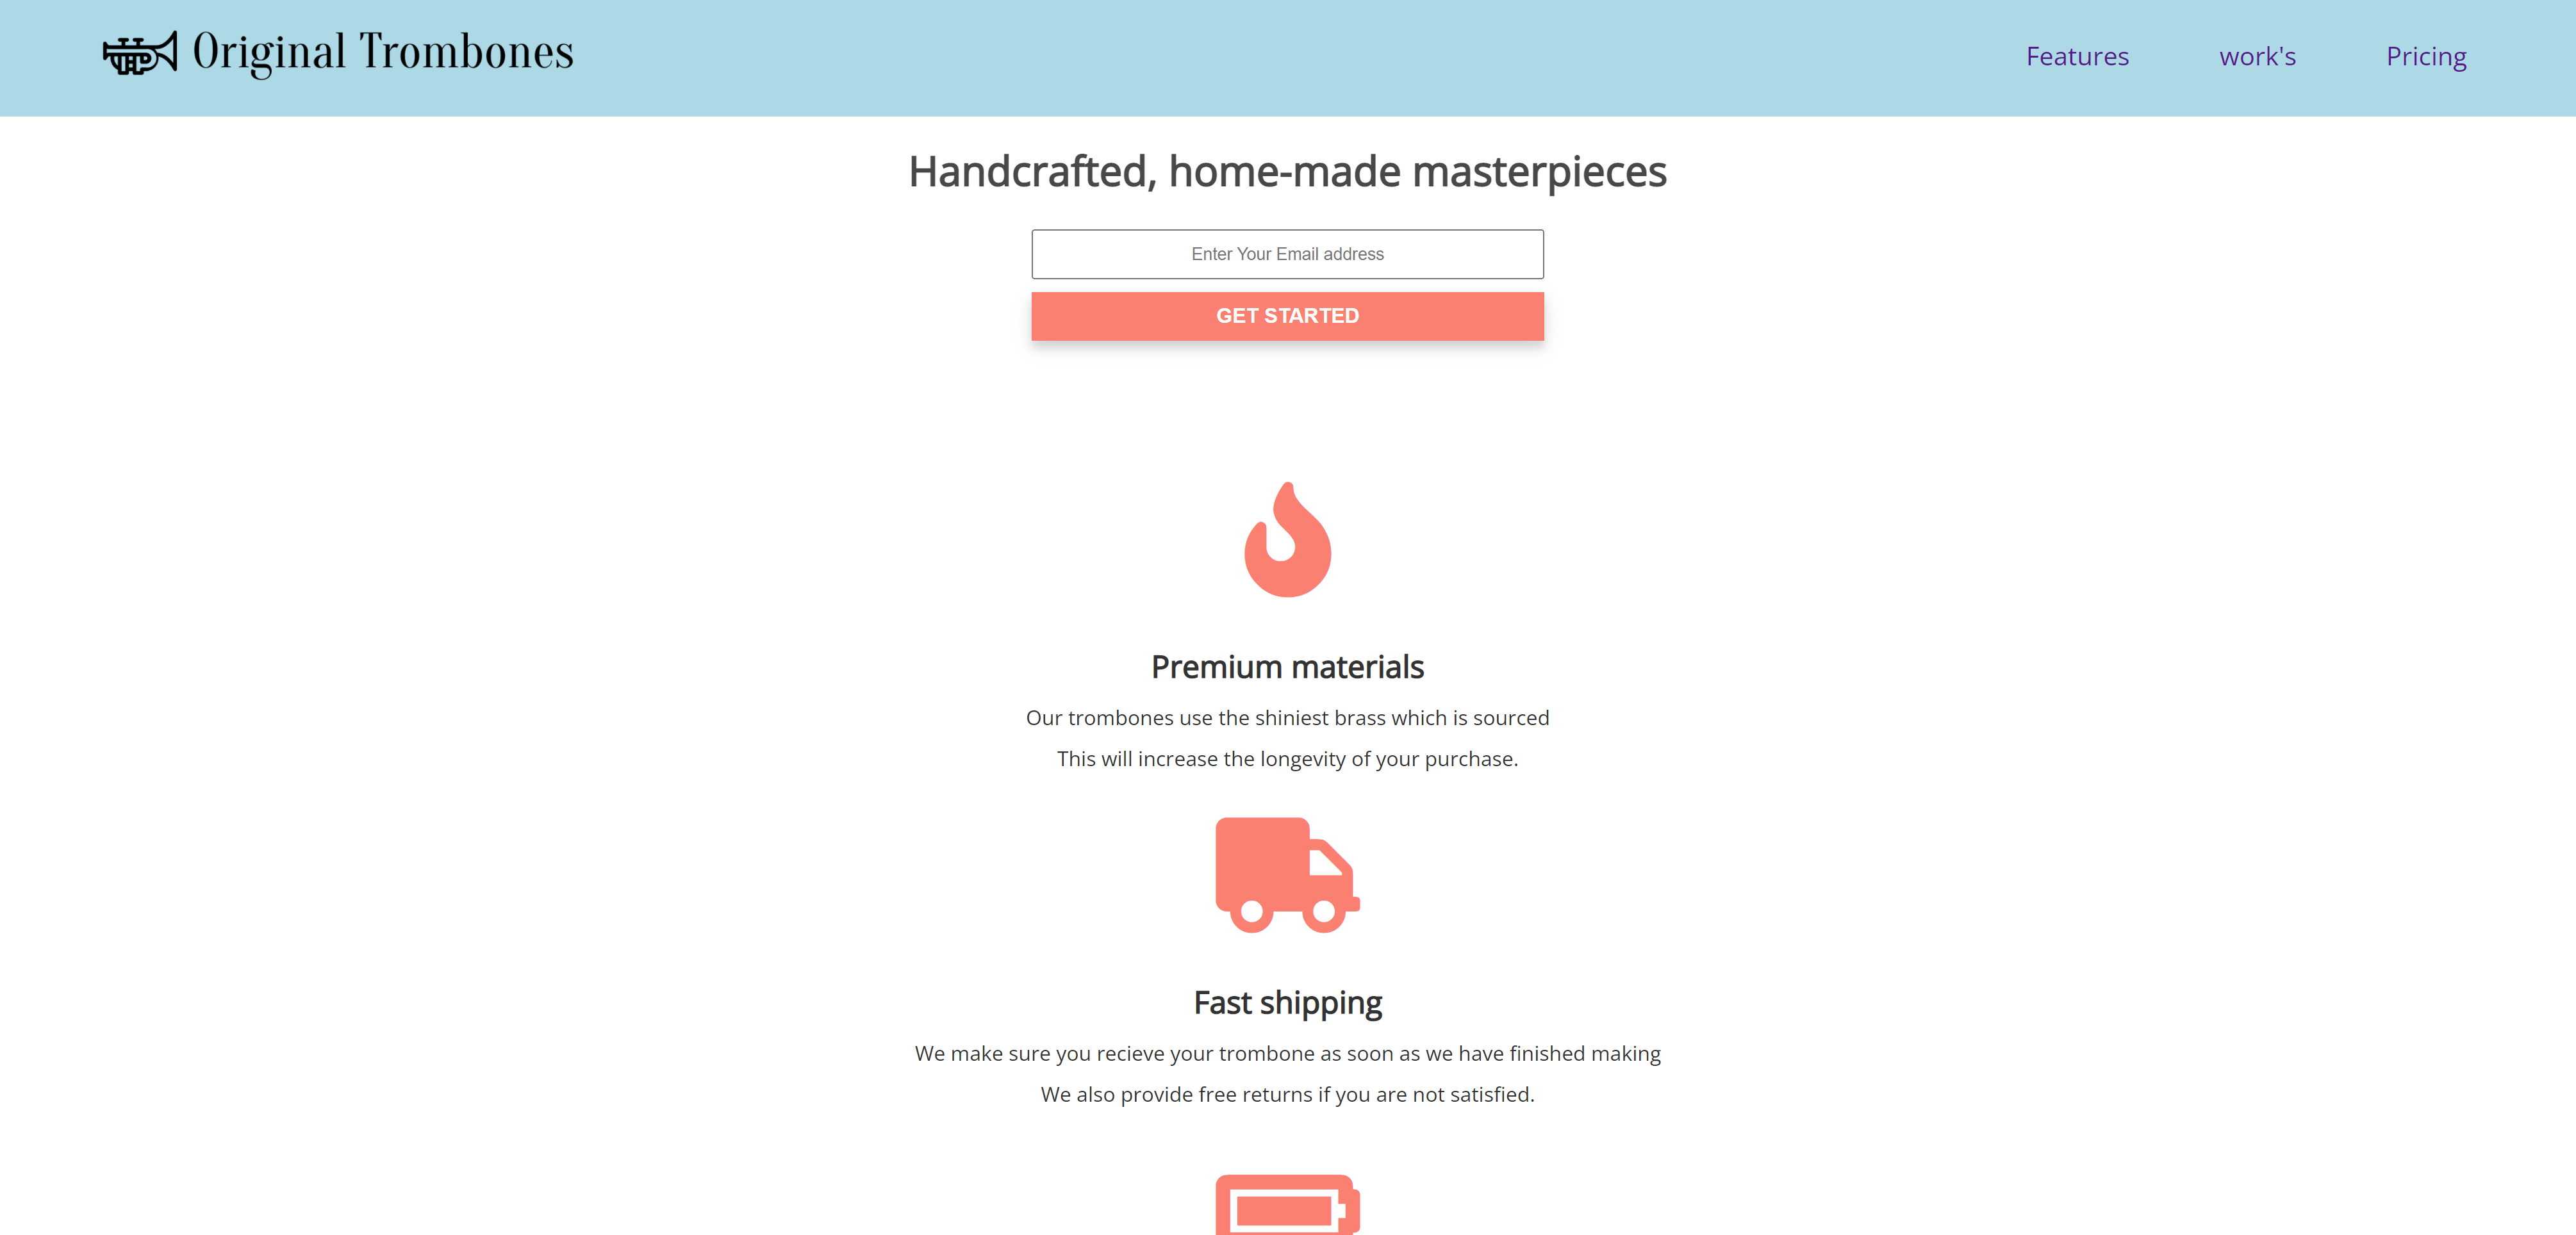 Original Trombones
Features
work's
Pricing
Handcrafted, home-made masterpieces
Enter Your Email address
GET STARTED
Premium materials
Our trombones use the shiniest brass which is sourced
This will increase the longevity of your purchase.
Fast shipping
We make sure you recieve your trombone as soon as we have finished making
We also provide free returns if you are not satisfied.